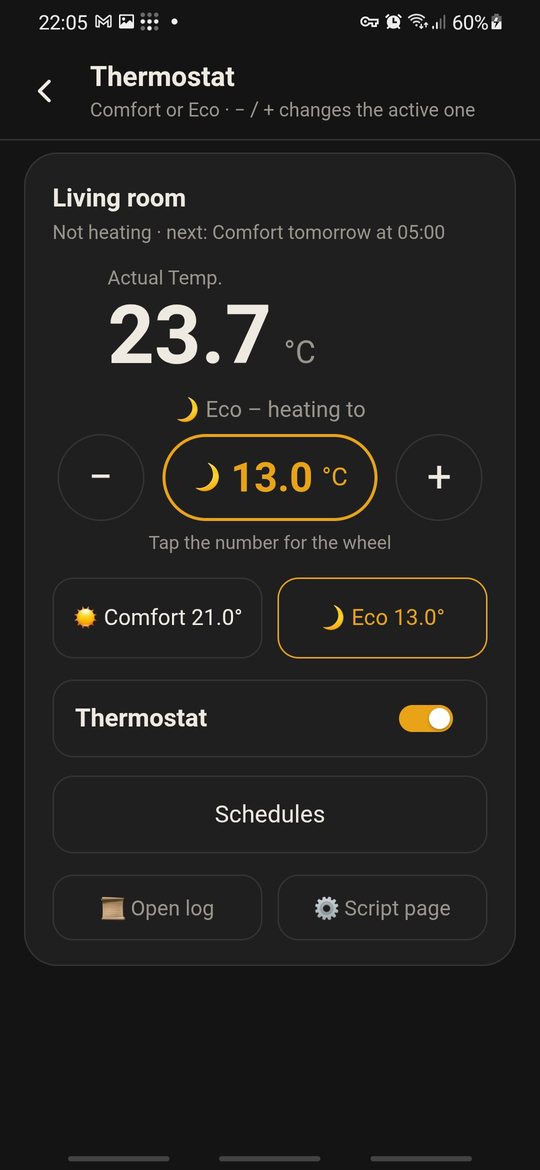 22:05 60%
Thermostat
Comfort or Eco · − / + changes the active one
Living room
Not heating · next: Comfort tomorrow at 05:00
Actual Temp.
23.7 °C
🌙 Eco – heating to
− 🌙 13.0 °C +
Tap the number for the wheel
☀️ Comfort 21.0° 🌙 Eco 13.0°
Thermostat
Schedules
📜 Open log ⚙️ Script page